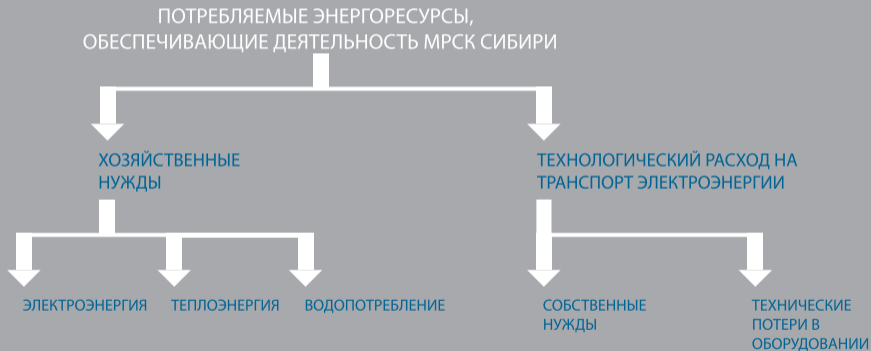 ПОТРЕБЛЯЕМЫЕ ЭНЕРГОРЕСУРСЫ,
ОБЕСПЕЧИВАЮЩИЕ ДЕЯТЕЛЬНОСТЬ МРСК СИБИРИ
ХОЗЯЙСТВЕННЫЕ
НУЖДЫ
ТЕХНОЛОГИЧЕСКИЙ РАСХОД НА
ТРАНСПОРТ ЭЛЕКТРОЭНЕРГИИ
ЭЛЕКТРОЭНЕРГИЯ
ТЕПЛОЭНЕРГИЯ
ВОДОПОТРЕБЛЕНИЕ
СОБСТВЕННЫЕ
НУЖДЫ
ТЕХНИЧЕСКИЕ
ПОТЕРИ В
ОБОРУДОВАНИИ